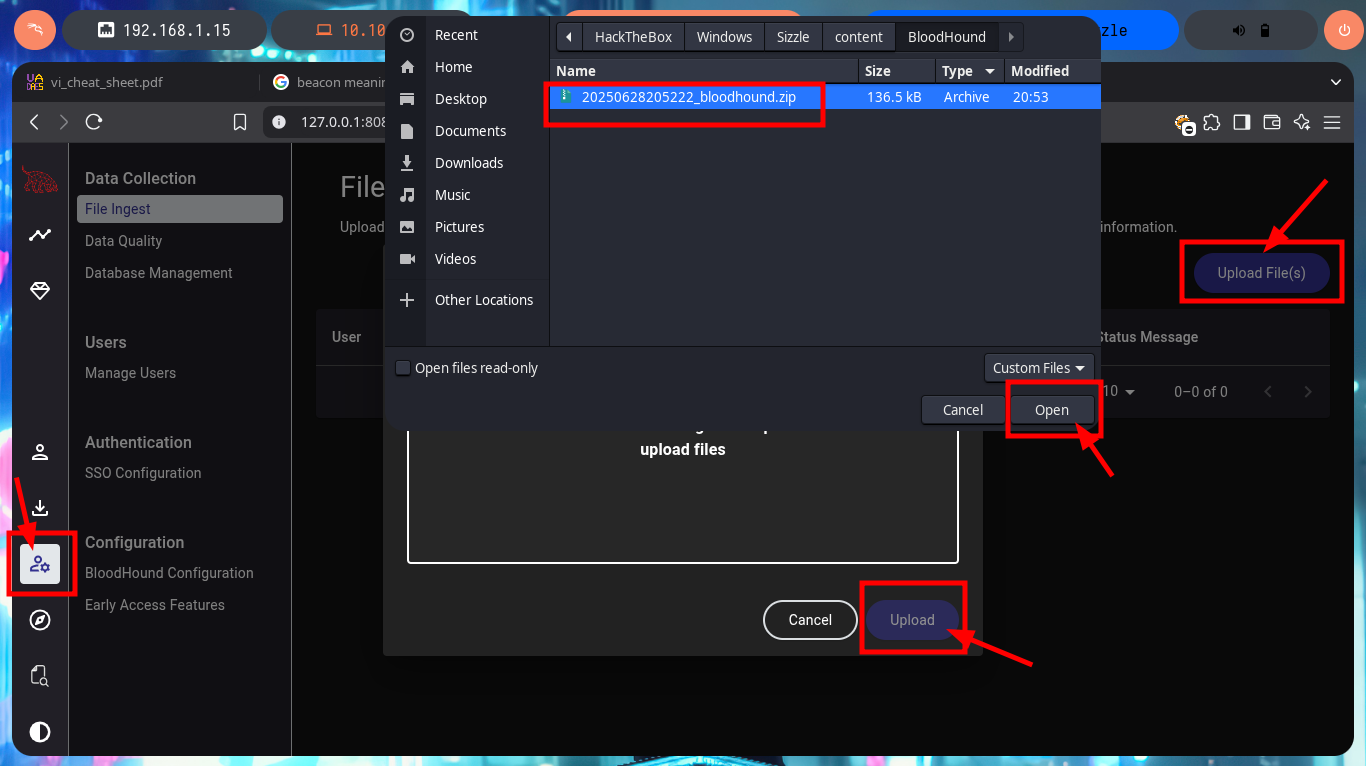 192.168.1.15
10.10
zle
vi_cheat_sheet.pdf
beacon meanin
127.0.0.1:808
Recent
Home
Desktop
Documents
Downloads
Music
Pictures
Videos
Other Locations
HackTheBox Windows Sizzle content BloodHound
Name Size Type Modified
20250628205222_bloodhound.zip 136.5 kB Archive 20:53
Open files read-only
Custom Files
Cancel Open
Data Collection
File Ingest
Data Quality
Database Management
Users
Manage Users
Authentication
SSO Configuration
Configuration
BloodHound Configuration
Early Access Features
File
Upload
information.
Upload File(s)
User
Status Message
10 0–0 of 0
upload files
Cancel Upload